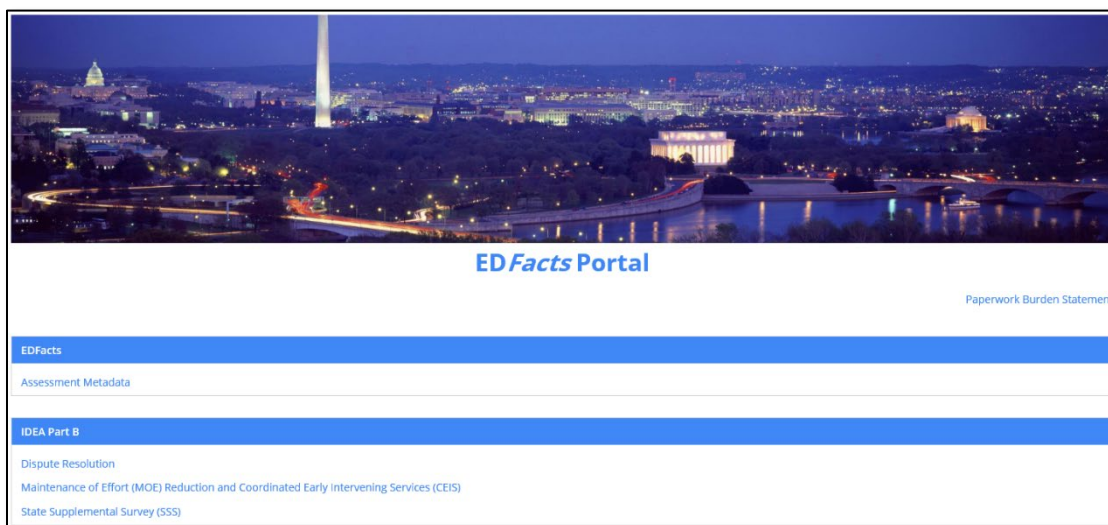 EDFacts Portal
Paperwork Burden Statemen
EDFacts
Assessment Metadata
IDEA Part B
Dispute Resolution
Maintenance of Effort (MOE) Reduction and Coordinated Early Intervening Services (CEIS)
State Supplemental Survey (SSS)